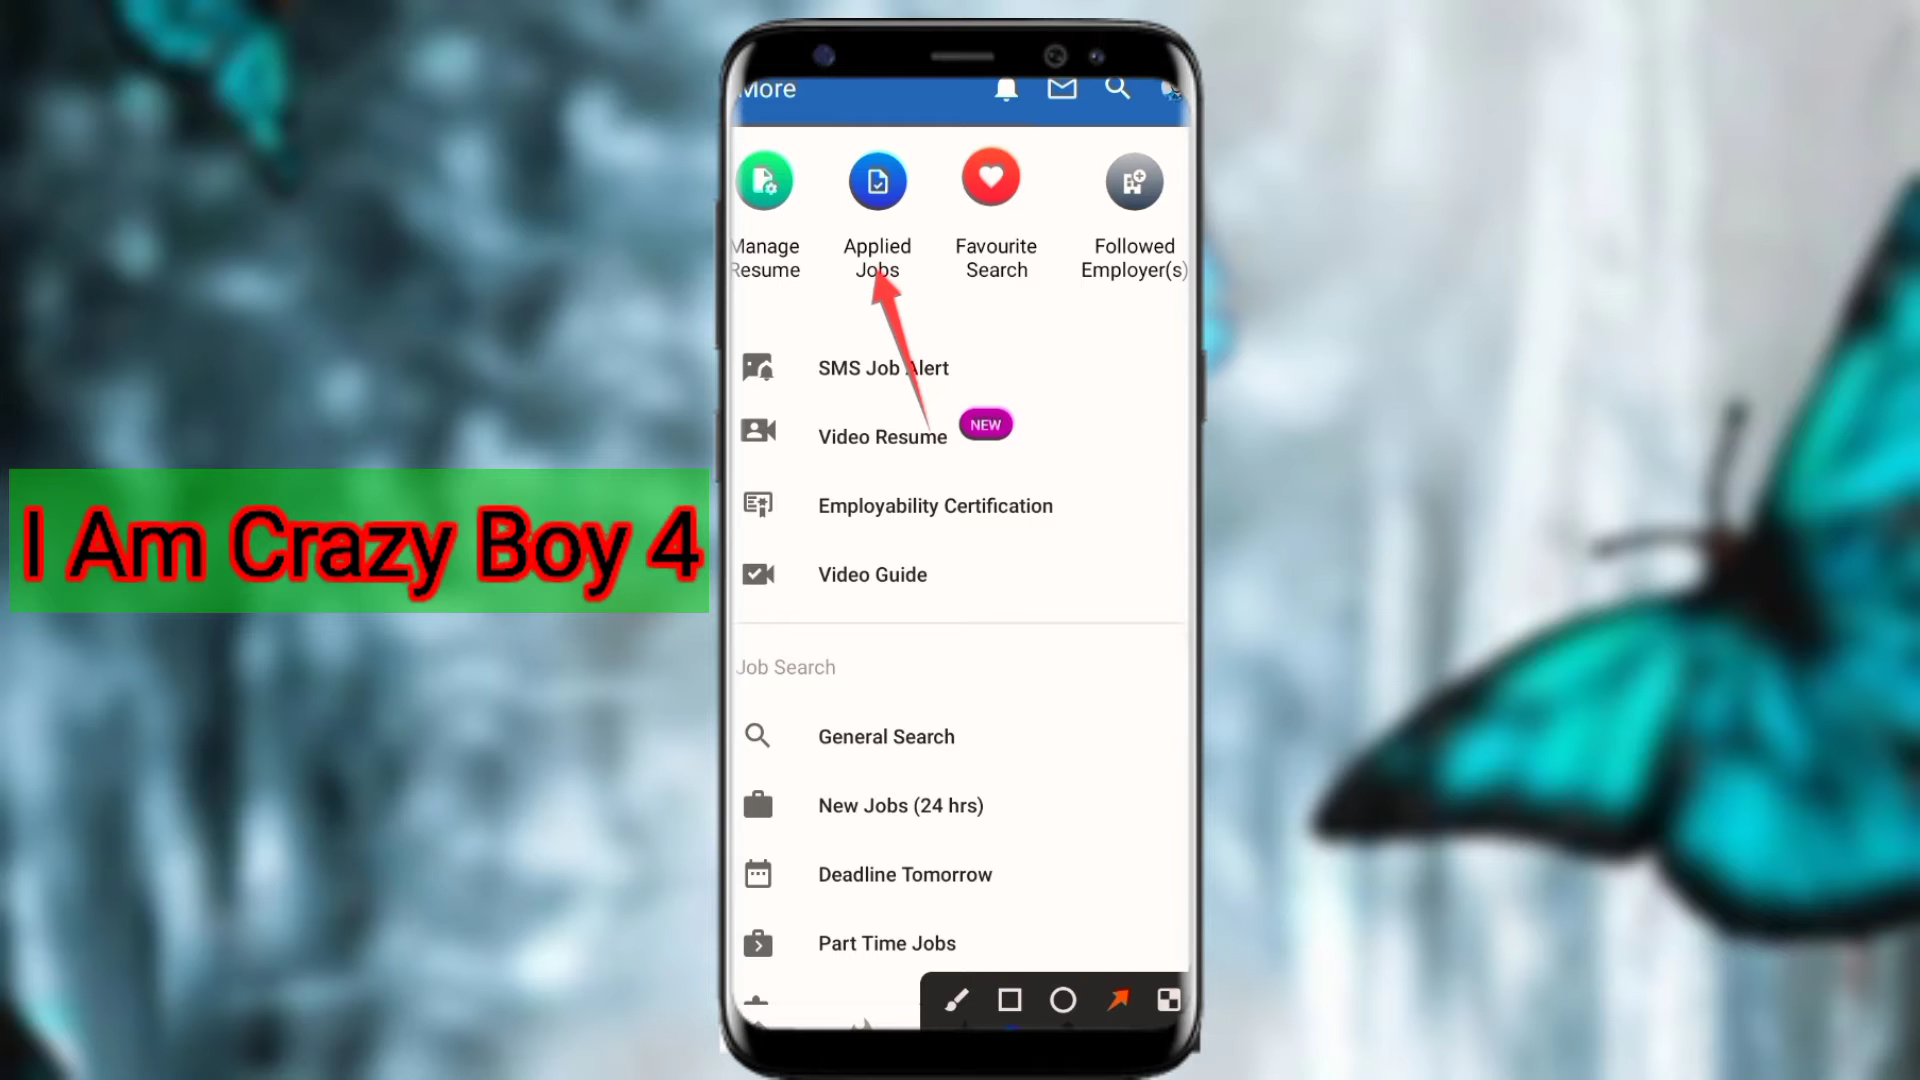 More
Manage
Resume
Applied
Jobs
Favourite
Search
Followed
Employer(s)
SMS Job Alert
Video Resume NEW
Employability Certification
Video Guide
I Am Crazy Boy 4
Job Search
General Search
New Jobs (24 hrs)
Deadline Tomorrow
Part Time Jobs